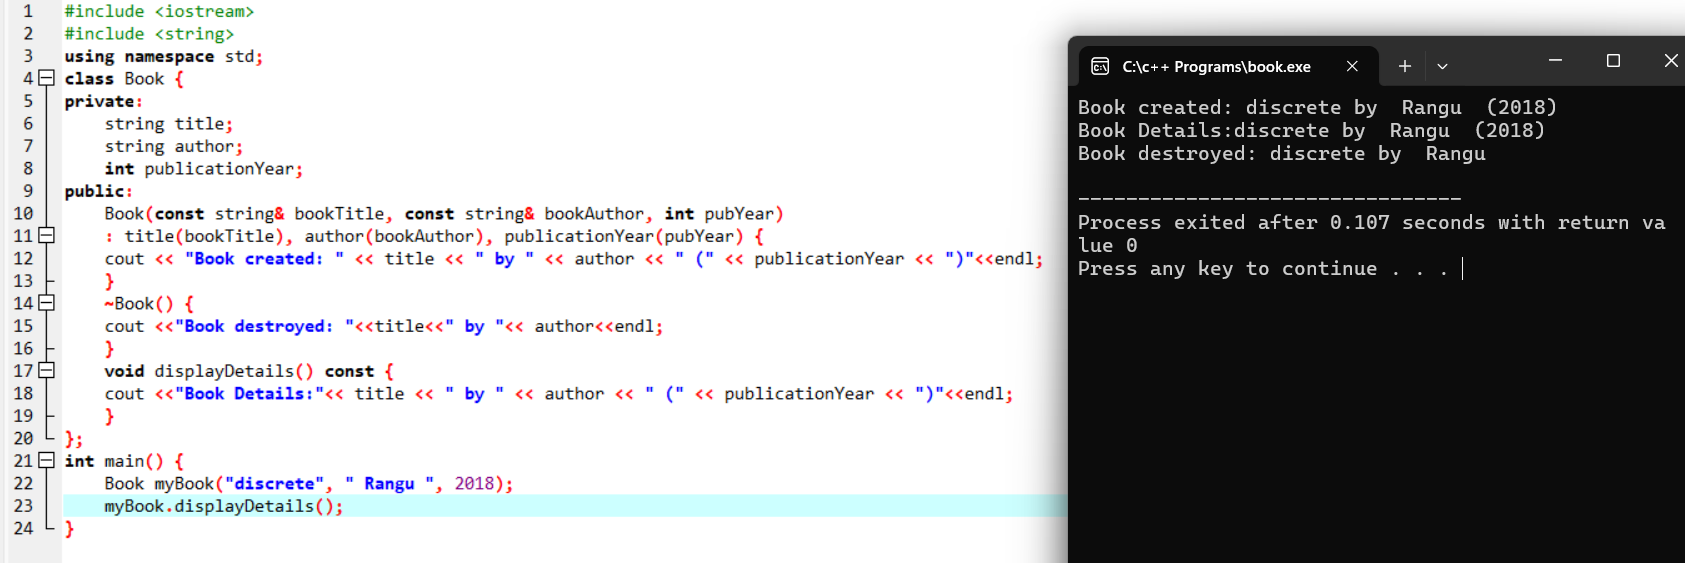 1 #include <iostream>
2 #include <string>
3 using namespace std;
4 class Book {
5 private:
6     string title;
7     string author;
8     int publicationYear;
9 public:
10     Book(const string& bookTitle, const string& bookAuthor, int pubYear)
11     : title(bookTitle), author(bookAuthor), publicationYear(pubYear) {
12     cout << "Book created: " << title << " by " << author << " (" << publicationYear << ")"<<endl;
13     }
14     ~Book() {
15     cout <<"Book destroyed: "<<title<<" by "<< author<<endl;
16     }
17     void displayDetails() const {
18     cout <<"Book Details:"<< title << " by " << author << " (" << publicationYear << ")"<<endl;
19     }
20 };
21 int main() {
22     Book myBook("discrete", " Rangu ", 2018);
23     myBook.displayDetails();
24 }
C:\c++ Programs\book.exe
Book created: discrete by  Rangu  (2018)
Book Details:discrete by  Rangu  (2018)
Book destroyed: discrete by  Rangu
--------------------------------
Process exited after 0.107 seconds with return va
lue 0
Press any key to continue . . .